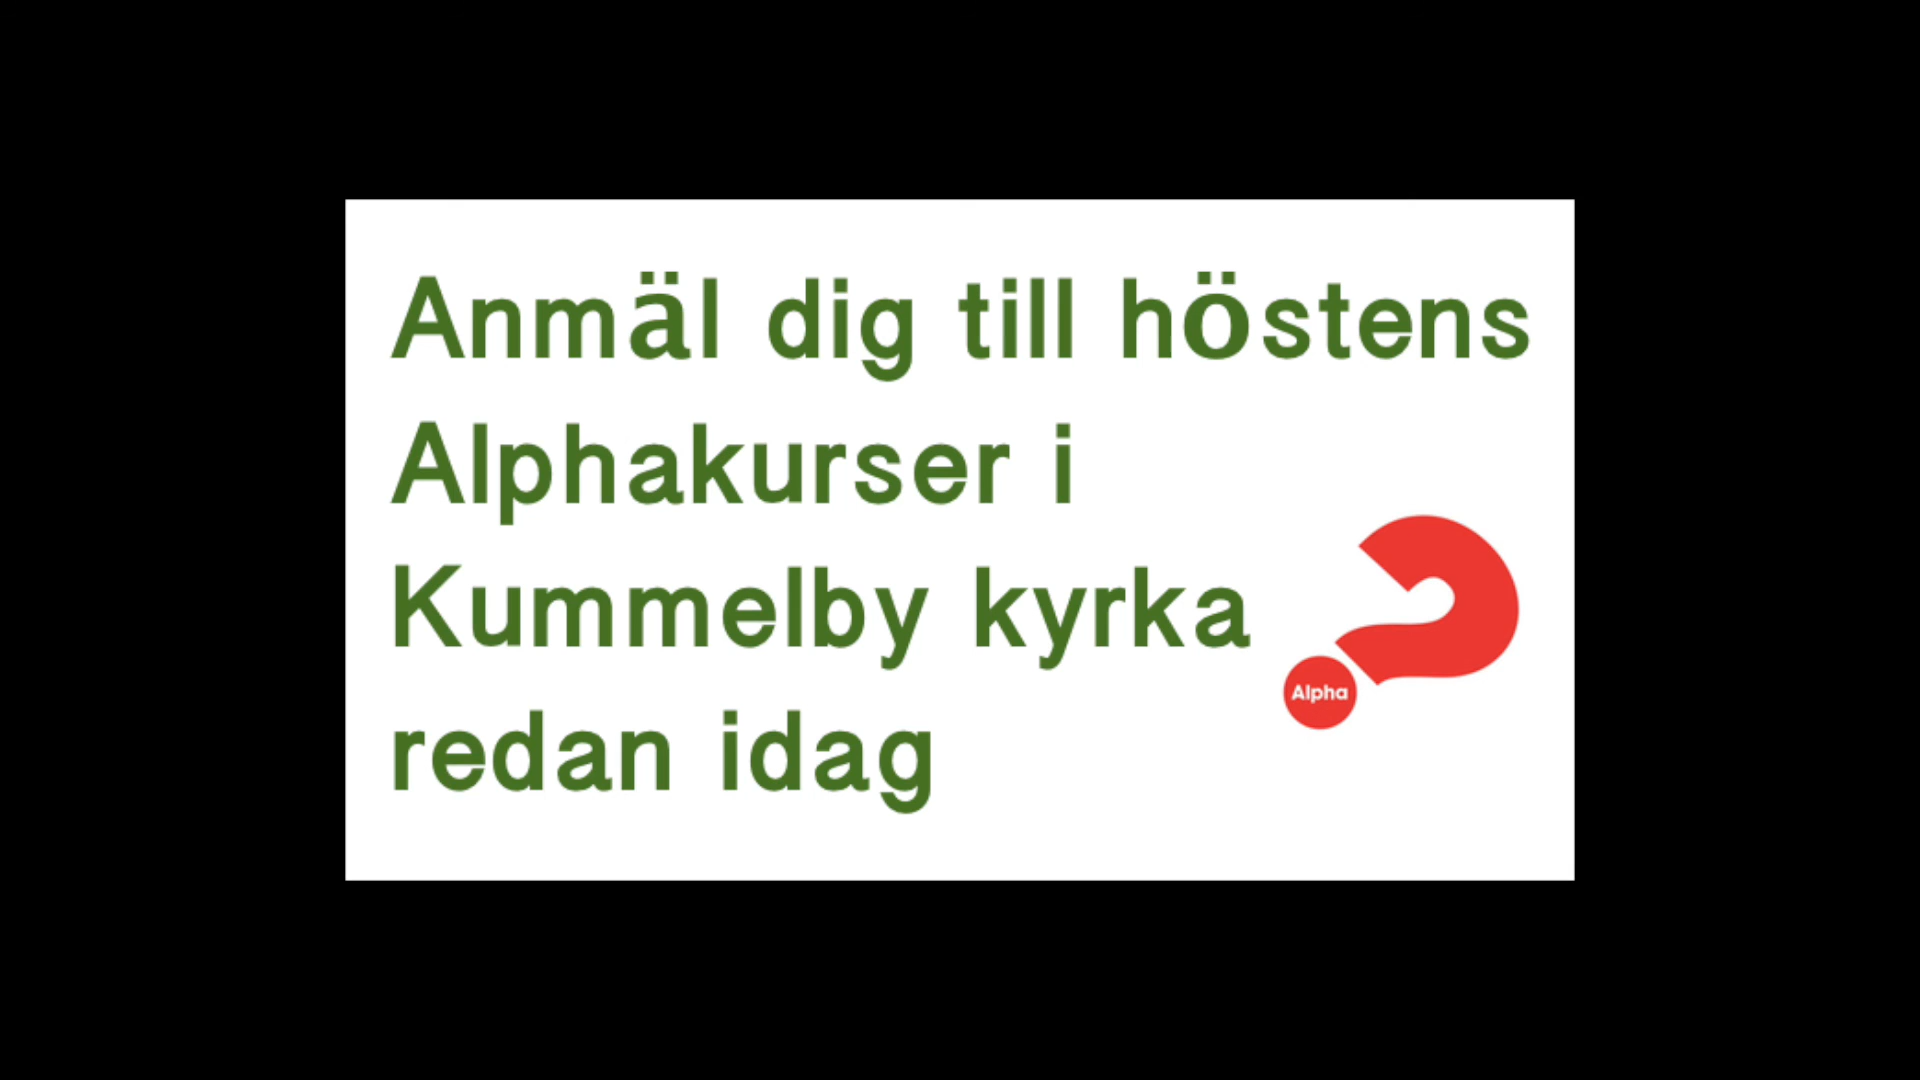 Anmäl dig till höstens
Alphakurser i
Kummelby kyrka
redan idag
Alpha